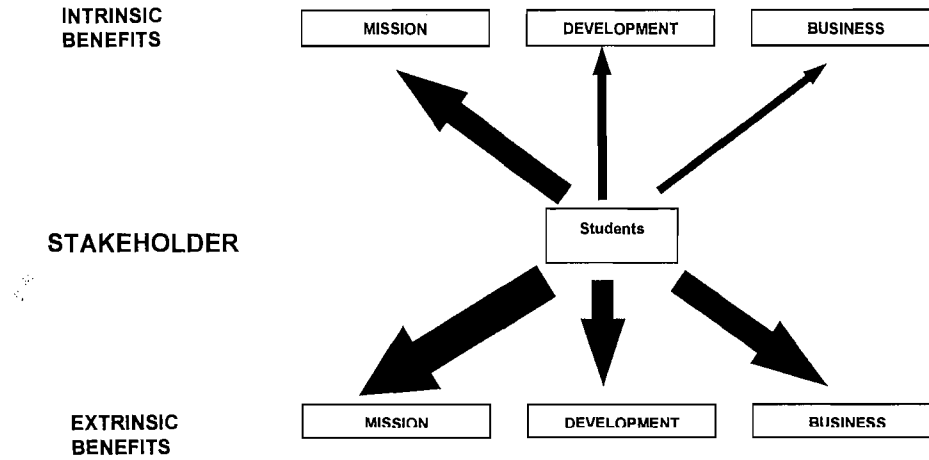 INTRINSIC
BENEFITS
MISSION
DEVELOPMENT
BUSINESS
STAKEHOLDER
Students
EXTRINSIC
BENEFITS
MISSION
DEVELOPMENT
BUSINESS